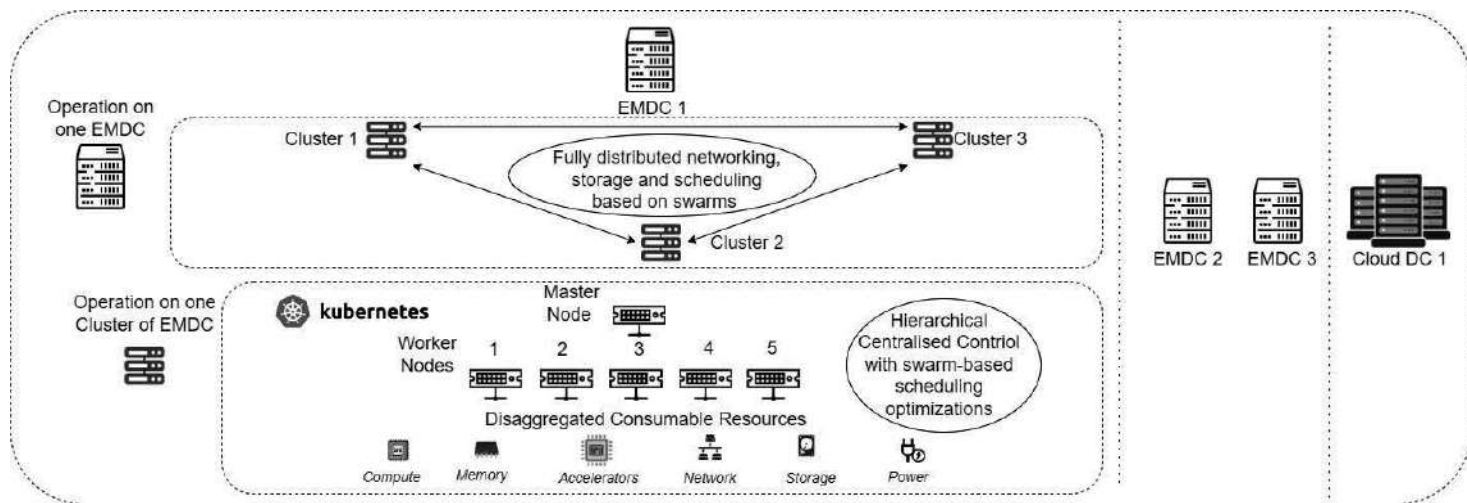 EMDC 1
Operation on
one EMDC
Cluster 1
Cluster 3
Fully distributed networking,
storage and scheduling
based on swarms
Cluster 2
EMDC 2
EMDC 3
Cloud DC 1
Operation on one
Cluster of EMDC
kubernetes
Master
Node
Worker
Nodes
1
2
3
4
5
Hierarchical
Centralised Contriol
with swarm-based
scheduling
optimizations
Disaggregated Consumable Resources
Compute
Memory
Accelerators
Network
Storage
Power